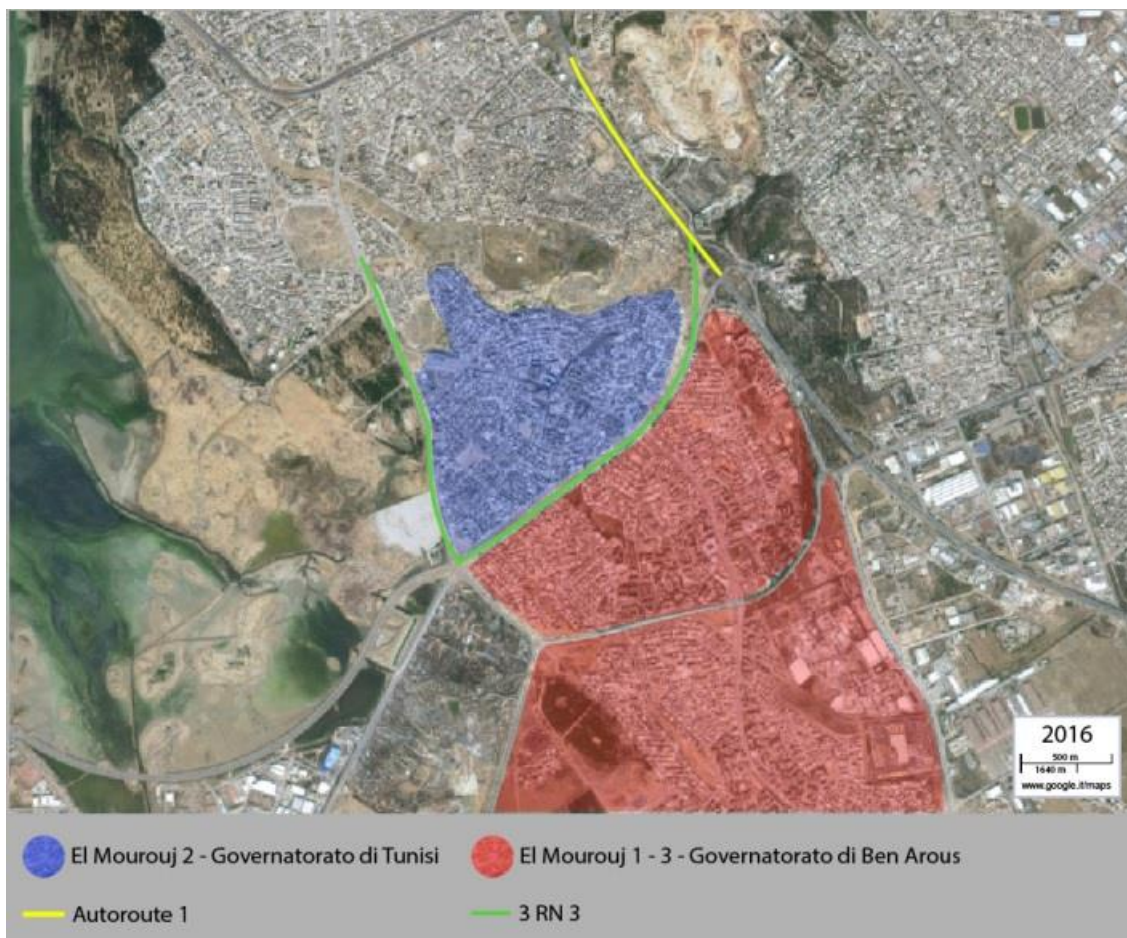 2016
500 m
1640 m
www.google.it/maps
El Mourouj 2 - Governatorato di Tunisi
El Mourouj 1 - 3 - Governatorato di Ben Arous
Autoroute 1
3 RN 3